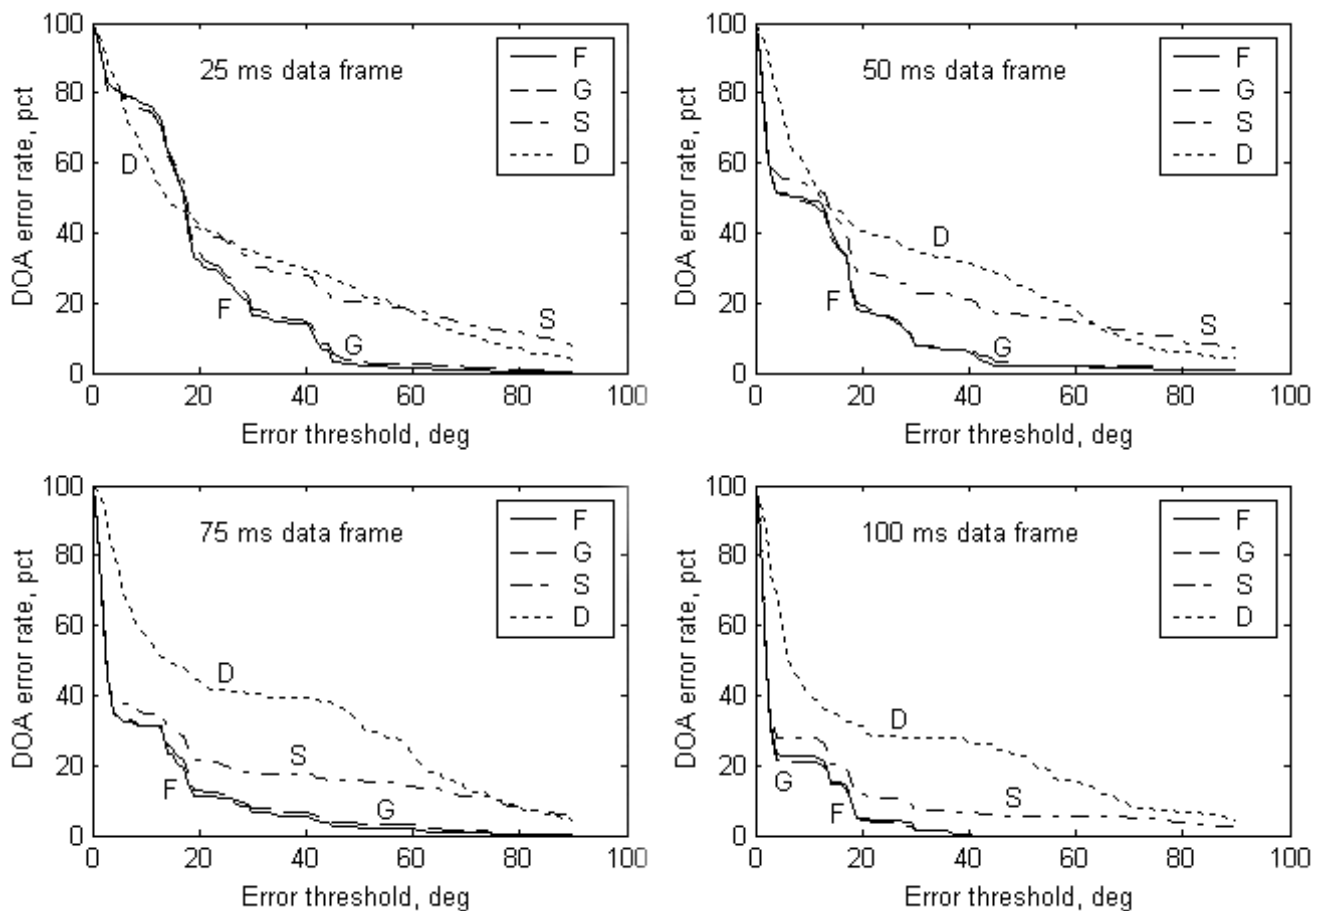 100
80
60
40
20
0
DOA error rate, pct
25 ms data frame
F
G
S
D
D
F
G
S
0 20 40 60 80 100
Error threshold, deg
100
80
60
40
20
0
DOA error rate, pct
50 ms data frame
F
G
S
D
D
F
G
S
0 20 40 60 80 100
Error threshold, deg
100
80
60
40
20
0
DOA error rate, pct
75 ms data frame
F
G
S
D
D
S
F
G
0 20 40 60 80 100
Error threshold, deg
100
80
60
40
20
0
DOA error rate, pct
100 ms data frame
F
G
S
D
D
G
F
S
0 20 40 60 80 100
Error threshold, deg